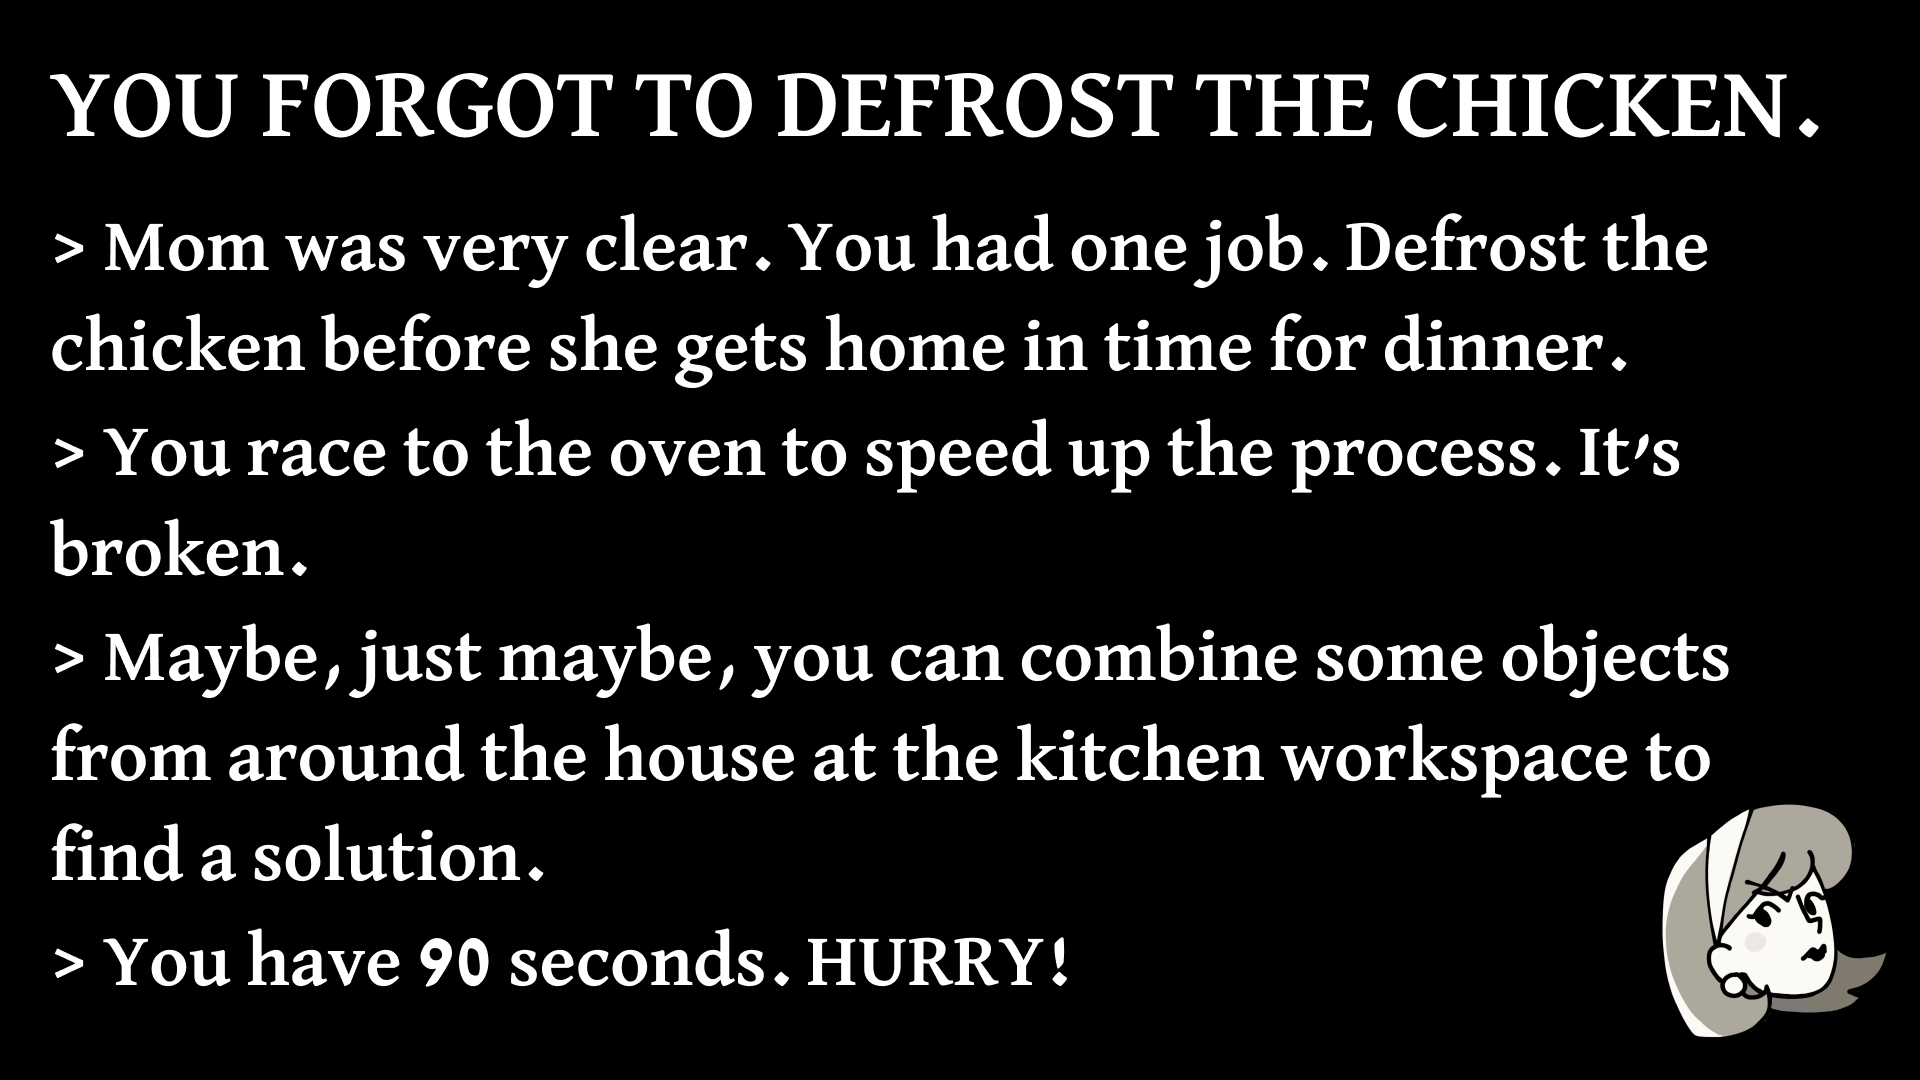 YOU FORGOT TO DEFROST THE CHICKEN.
> Mom was very clear. You had one job. Defrost the
chicken before she gets home in time for dinner.
> You race to the oven to speed up the process. It's
broken.
> Maybe, just maybe, you can combine some objects
from around the house at the kitchen workspace to
find a solution.
> You have 90 seconds. HURRY!